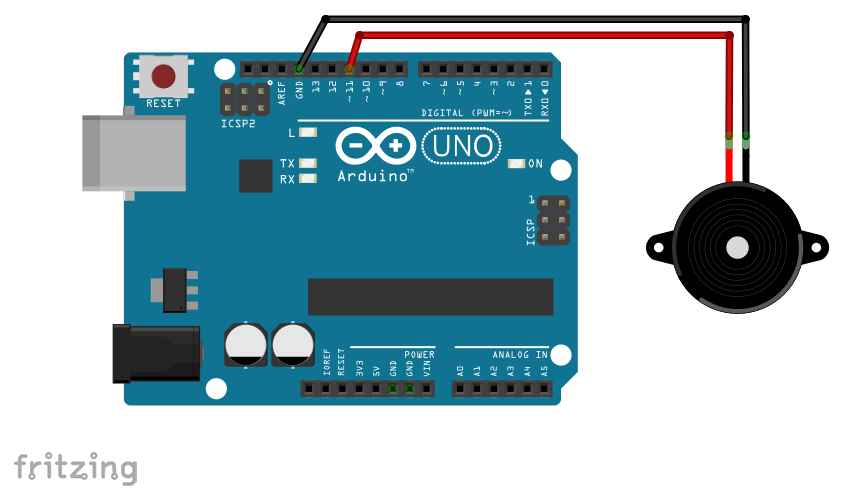 RESET
ICSP2
AREF
GND
13
12
~11
~10
~9
8
7
~6
~5
4
~3
2
TXO▶1
RXO◀0
DIGITAL (PWM=~)
L
TX
RX
UNO
Arduino™
ON
1
ICSP
POWER
ANALOG IN
IOREF
RESET
3V3
5V
GND
GND
VIN
A0
A1
A2
A3
A4
A5
fritzing